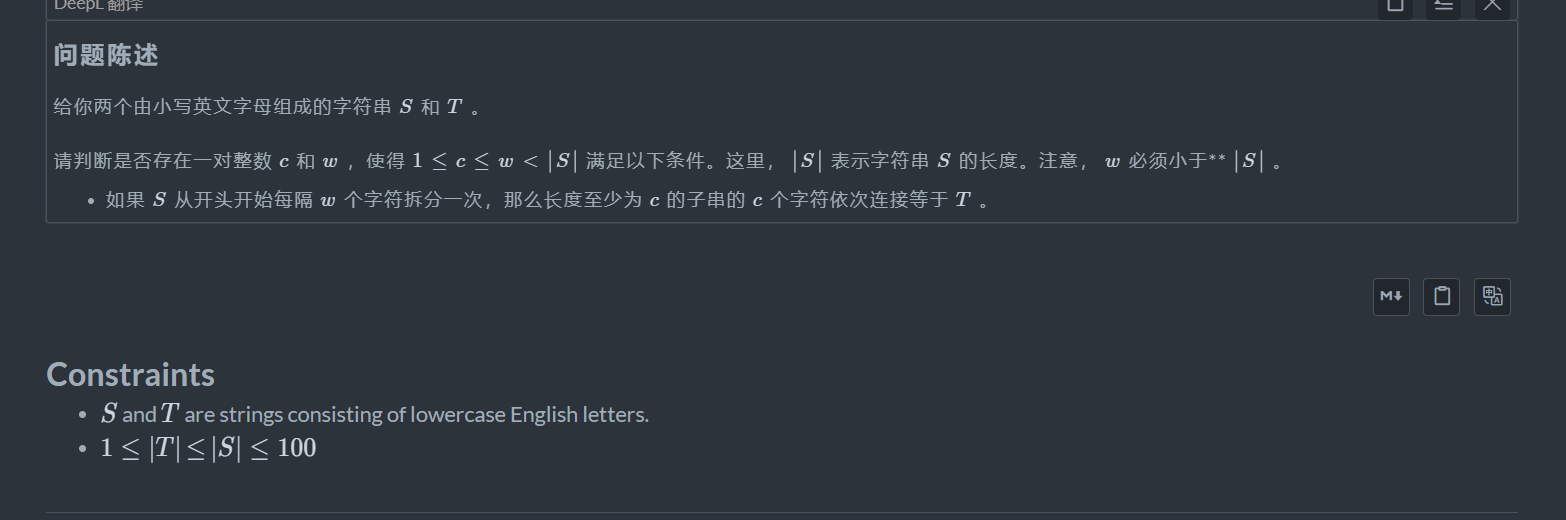 DeepL 翻译
问题陈述
给你两个由小写英文字母组成的字符串 S 和 T 。
请判断是否存在一对整数 c 和 w ，使得 1 ≤ c ≤ w < |S| 满足以下条件。这里， |S| 表示字符串 S 的长度。注意， w 必须小于** |S| 。
• 如果 S 从开头开始每隔 w 个字符拆分一次，那么长度至少为 c 的子串的 c 个字符依次连接等于 T 。
M↓
Constraints
• S and T are strings consisting of lowercase English letters.
• 1 ≤ |T| ≤ |S| ≤ 100